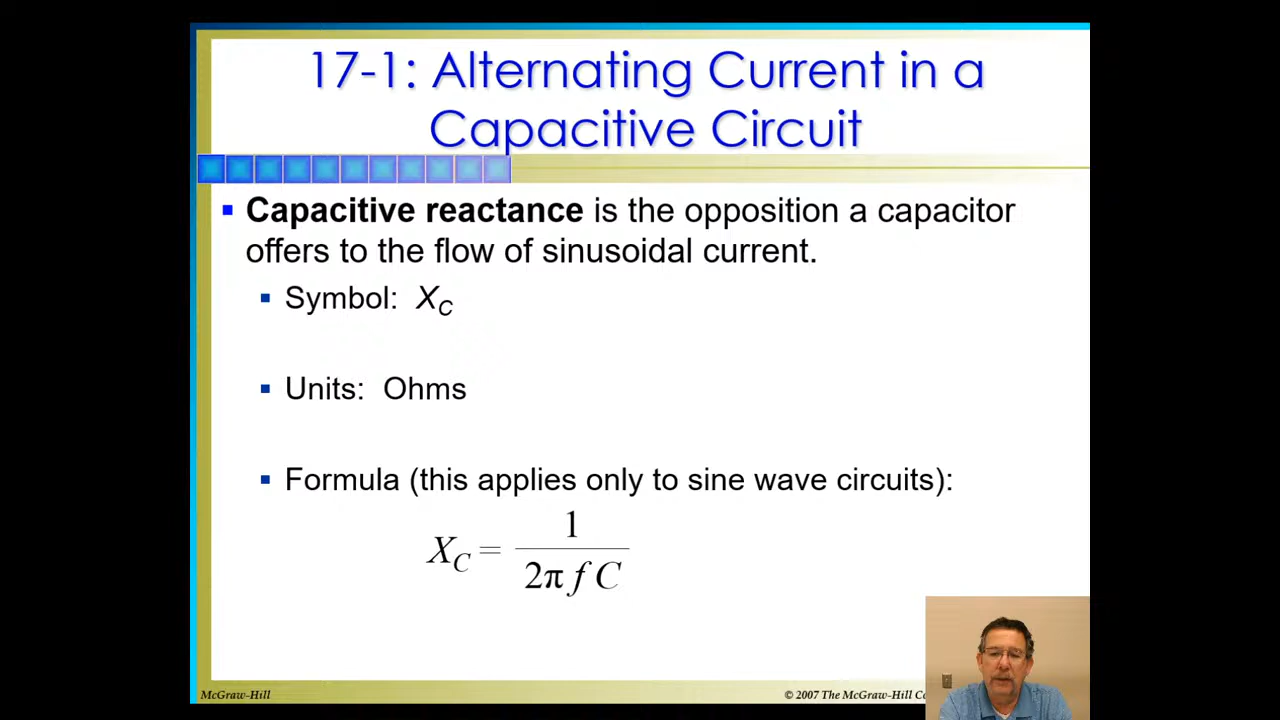 17-1: Alternating Current in a
Capacitive Circuit
Capacitive reactance is the opposition a capacitor
offers to the flow of sinusoidal current.
Symbol: X_C
Units: Ohms
Formula (this applies only to sine wave circuits):
X_C = 1 / 2π f C
McGraw-Hill
© 2007 The McGraw-Hill